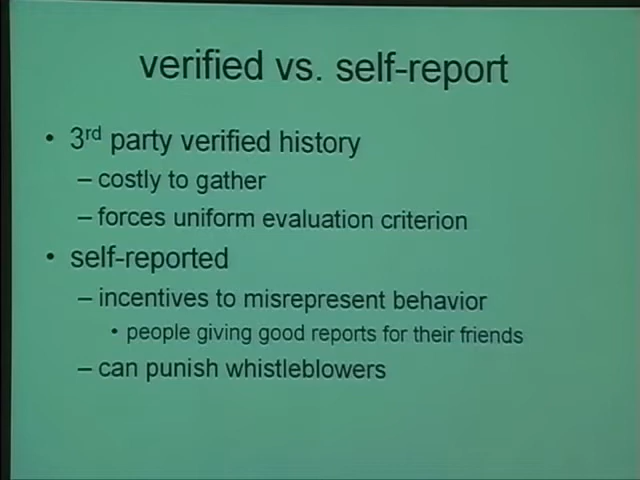 verified vs. self-report
• 3rd party verified history
– costly to gather
– forces uniform evaluation criterion
• self-reported
– incentives to misrepresent behavior
• people giving good reports for their friends
– can punish whistleblowers